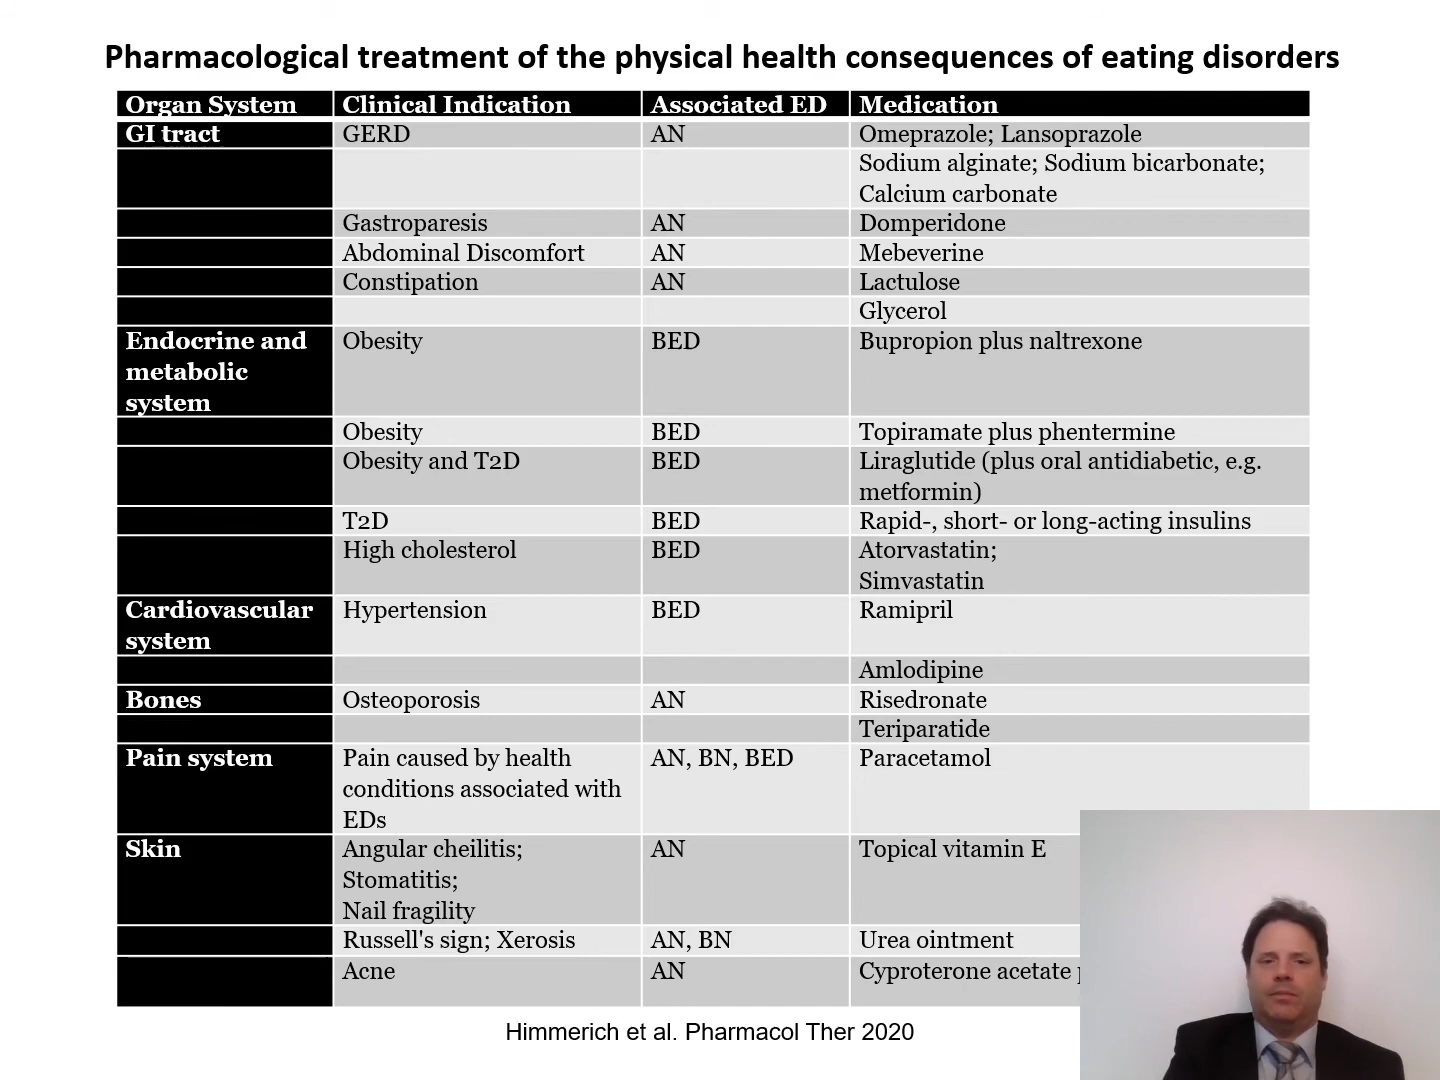 Pharmacological treatment of the physical health consequences of eating disorders
Organ System Clinical Indication Associated ED Medication
GI tract GERD AN Omeprazole; Lansoprazole
Sodium alginate; Sodium bicarbonate;
Calcium carbonate
Gastroparesis AN Domperidone
Abdominal Discomfort AN Mebeverine
Constipation AN Lactulose
Glycerol
Endocrine and Obesity BED Bupropion plus naltrexone
metabolic
system
Obesity BED Topiramate plus phentermine
Obesity and T2D BED Liraglutide (plus oral antidiabetic, e.g.
metformin)
T2D BED Rapid-, short- or long-acting insulins
High cholesterol BED Atorvastatin;
Simvastatin
Cardiovascular Hypertension BED Ramipril
system
Amlodipine
Bones Osteoporosis AN Risedronate
Teriparatide
Pain system Pain caused by health AN, BN, BED Paracetamol
conditions associated with
EDs
Skin Angular cheilitis; AN Topical vitamin E
Stomatitis;
Nail fragility
Russell's sign; Xerosis AN, BN Urea ointment
Acne AN Cyproterone acetate
Himmerich et al. Pharmacol Ther 2020